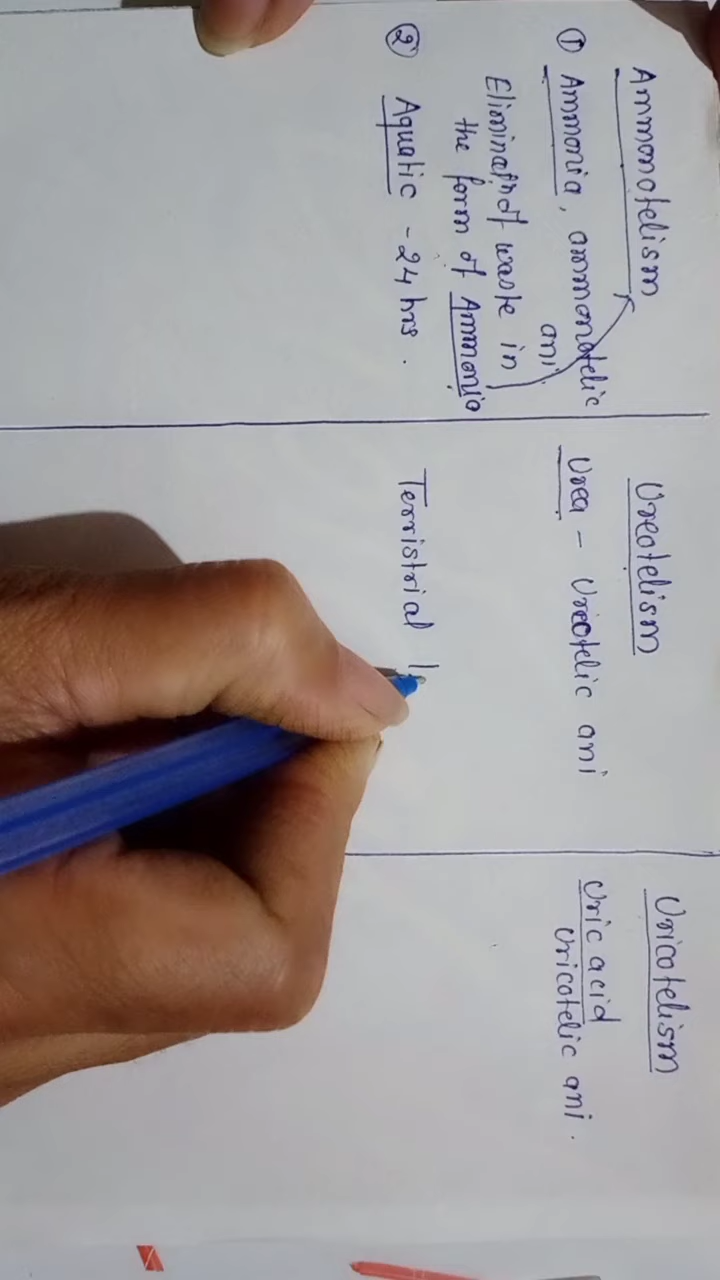 Ammonotelism
① Ammonia, ammonotelic
ani.
Eliminatn of waste in
the form of Ammonia
② Aquatic - 24 hrs.
Ureotelism
Urea - Ureotelic ani
Terristrial
Uricotelism
Uric acid
Uricotelic ani.